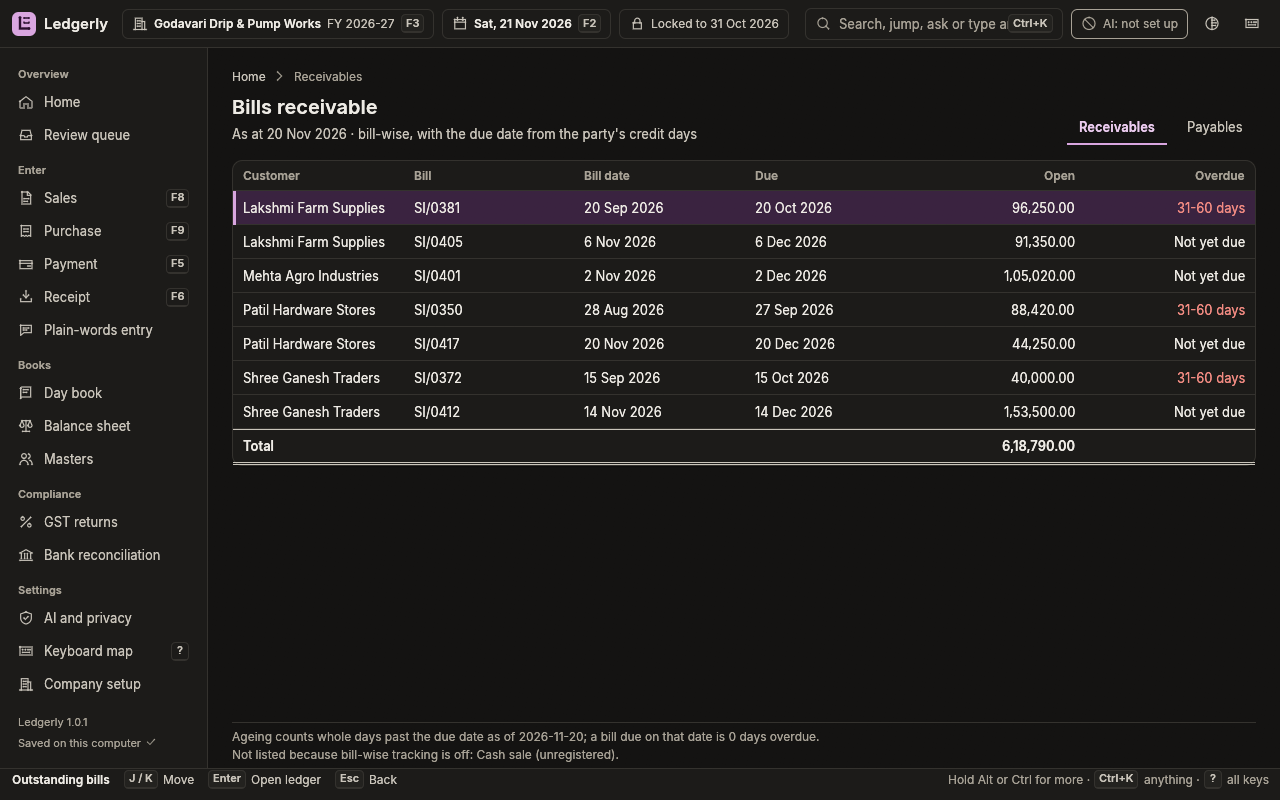 Ledgerly
Godavari Drip & Pump Works FY 2026-27 F3
Sat, 21 Nov 2026 F2
Locked to 31 Oct 2026
Search, jump, ask or type a Ctrl+K
AI: not set up
Overview
Home
Review queue
Enter
Sales F8
Purchase F9
Payment F5
Receipt F6
Plain-words entry
Books
Day book
Balance sheet
Masters
Compliance
GST returns
Bank reconciliation
Settings
AI and privacy
Keyboard map ?
Company setup
Ledgerly 1.0.1
Saved on this computer
Home Receivables
Bills receivable
As at 20 Nov 2026 · bill-wise, with the due date from the party's credit days
Receivables Payables
Customer Bill Bill date Due Open Overdue
Lakshmi Farm Supplies SI/0381 20 Sep 2026 20 Oct 2026 96,250.00 31-60 days
Lakshmi Farm Supplies SI/0405 6 Nov 2026 6 Dec 2026 91,350.00 Not yet due
Mehta Agro Industries SI/0401 2 Nov 2026 2 Dec 2026 1,05,020.00 Not yet due
Patil Hardware Stores SI/0350 28 Aug 2026 27 Sep 2026 88,420.00 31-60 days
Patil Hardware Stores SI/0417 20 Nov 2026 20 Dec 2026 44,250.00 Not yet due
Shree Ganesh Traders SI/0372 15 Sep 2026 15 Oct 2026 40,000.00 31-60 days
Shree Ganesh Traders SI/0412 14 Nov 2026 14 Dec 2026 1,53,500.00 Not yet due
Total 6,18,790.00
Ageing counts whole days past the due date as of 2026-11-20; a bill due on that date is 0 days overdue.
Not listed because bill-wise tracking is off: Cash sale (unregistered).
Outstanding bills J / K Move Enter Open ledger Esc Back
Hold Alt or Ctrl for more · Ctrl+K anything · ? all keys